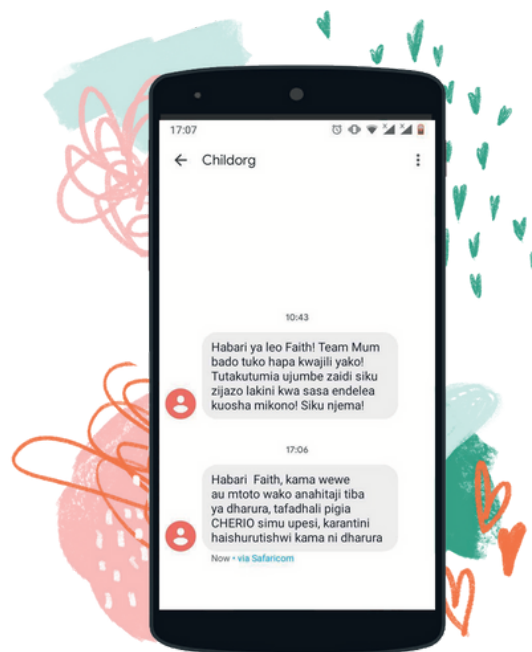 17:07
Childorg
10:43
Habari ya leo Faith! Team Mum
bado tuko hapa kwajili yako!
Tutakutumia ujumbe zaidi siku
zijazo lakini kwa sasa endelea
kuosha mikono! Siku njema!
17:06
Habari Faith, kama wewe
au mtoto wako anahitaji tiba
ya dharura, tafadhali pigia
CHERIO simu upesi, karantini
haishurutishwi kama ni dharura
Now • via Safaricom